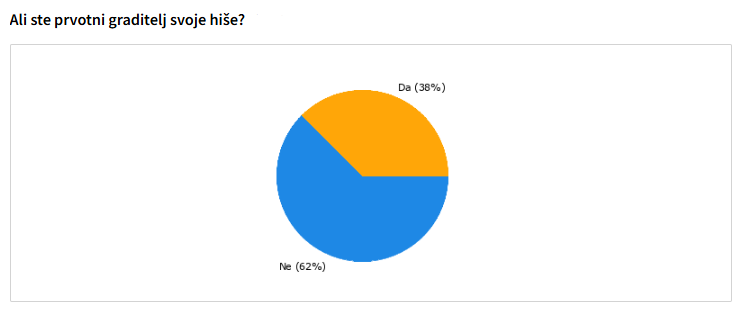 Ali ste prvotni graditelj svoje hiše?
Da (38%)
Ne (62%)